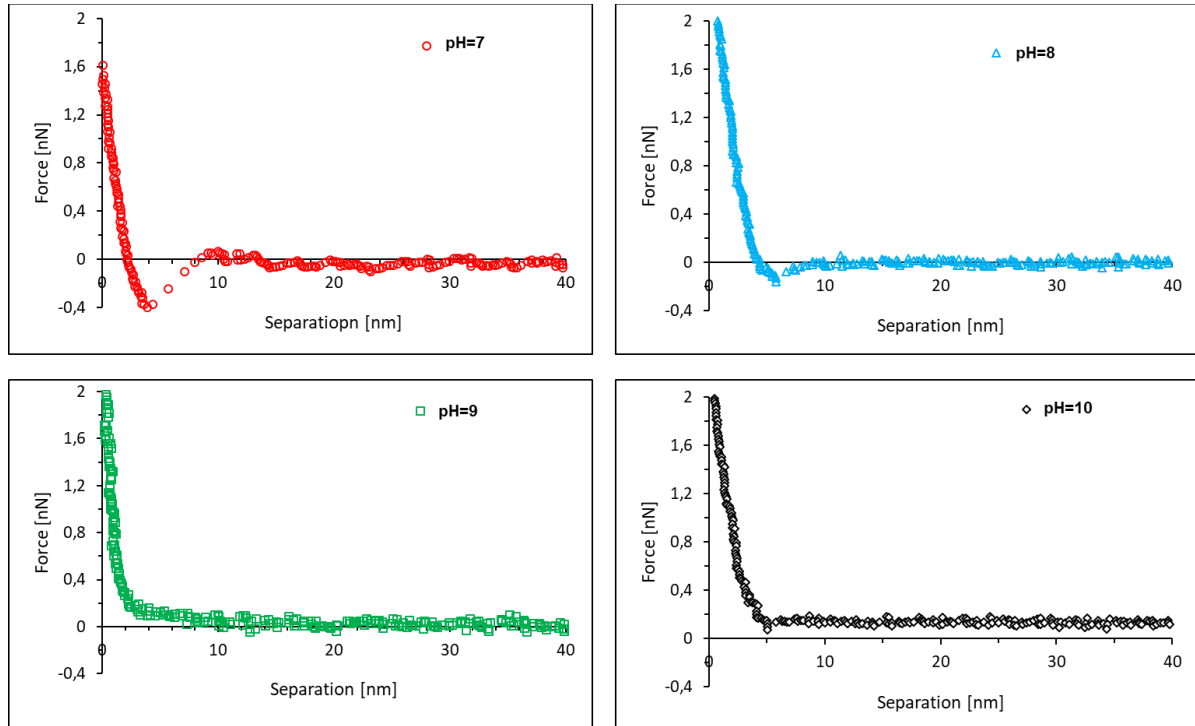 2
pH=7
1,6
1,2
0,8
0,4
0
-0,4
Force [nN]
0 10 20 30 40
Separatiopn [nm]
2
pH=8
1,6
1,2
0,8
0,4
0
-0,4
Force [nN]
0 10 20 30 40
Separation [nm]
2
pH=9
1,6
1,2
0,8
0,4
0
-0,4
Force [nN]
0 10 20 30 40
Separation [nm]
2
pH=10
1,6
1,2
0,8
0,4
0
-0,4
Force [nN]
0 10 20 30 40
Separation [nm]